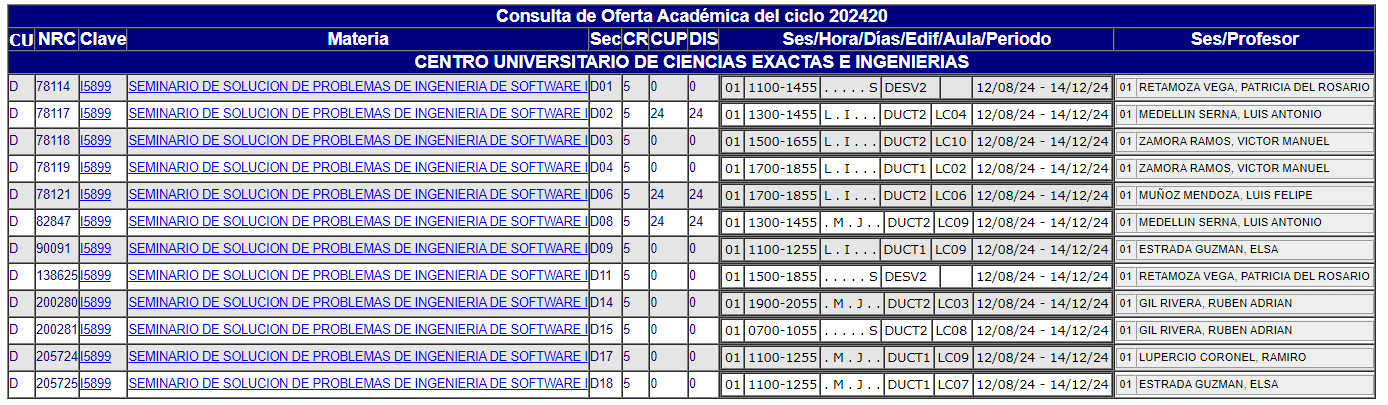 Consulta de Oferta Académica del ciclo 202420
CU NRC Clave Materia Sec CR CUP DIS Ses/Hora/Días/Edif/Aula/Periodo Ses/Profesor
CENTRO UNIVERSITARIO DE CIENCIAS EXACTAS E INGENIERIAS
D 78114 I5899 SEMINARIO DE SOLUCION DE PROBLEMAS DE INGENIERIA DE SOFTWARE I D01 5 0 0 01 1100-1455 . . . . . S DESV2 12/08/24 - 14/12/24 01 RETAMOZA VEGA, PATRICIA DEL ROSARIO
D 78117 I5899 SEMINARIO DE SOLUCION DE PROBLEMAS DE INGENIERIA DE SOFTWARE I D02 5 24 24 01 1300-1455 L . I . . . DUCT2 LC04 12/08/24 - 14/12/24 01 MEDELLIN SERNA, LUIS ANTONIO
D 78118 I5899 SEMINARIO DE SOLUCION DE PROBLEMAS DE INGENIERIA DE SOFTWARE I D03 5 0 0 01 1500-1655 L . I . . . DUCT2 LC10 12/08/24 - 14/12/24 01 ZAMORA RAMOS, VICTOR MANUEL
D 78119 I5899 SEMINARIO DE SOLUCION DE PROBLEMAS DE INGENIERIA DE SOFTWARE I D04 5 0 0 01 1700-1855 L . I . . . DUCT1 LC02 12/08/24 - 14/12/24 01 ZAMORA RAMOS, VICTOR MANUEL
D 78121 I5899 SEMINARIO DE SOLUCION DE PROBLEMAS DE INGENIERIA DE SOFTWARE I D06 5 24 24 01 1700-1855 L . I . . . DUCT2 LC06 12/08/24 - 14/12/24 01 MUÑOZ MENDOZA, LUIS FELIPE
D 82847 I5899 SEMINARIO DE SOLUCION DE PROBLEMAS DE INGENIERIA DE SOFTWARE I D08 5 24 24 01 1300-1455 . M . J . . DUCT2 LC09 12/08/24 - 14/12/24 01 MEDELLIN SERNA, LUIS ANTONIO
D 90091 I5899 SEMINARIO DE SOLUCION DE PROBLEMAS DE INGENIERIA DE SOFTWARE I D09 5 0 0 01 1100-1255 L . I . . . DUCT1 LC09 12/08/24 - 14/12/24 01 ESTRADA GUZMAN, ELSA
D 138625 I5899 SEMINARIO DE SOLUCION DE PROBLEMAS DE INGENIERIA DE SOFTWARE I D11 5 0 0 01 1500-1855 . . . . . S DESV2 12/08/24 - 14/12/24 01 RETAMOZA VEGA, PATRICIA DEL ROSARIO
D 200280 I5899 SEMINARIO DE SOLUCION DE PROBLEMAS DE INGENIERIA DE SOFTWARE I D14 5 0 0 01 1900-2055 . M . J . . DUCT2 LC03 12/08/24 - 14/12/24 01 GIL RIVERA, RUBEN ADRIAN
D 200281 I5899 SEMINARIO DE SOLUCION DE PROBLEMAS DE INGENIERIA DE SOFTWARE I D15 5 0 0 01 0700-1055 . . . . . S DUCT2 LC08 12/08/24 - 14/12/24 01 GIL RIVERA, RUBEN ADRIAN
D 205724 I5899 SEMINARIO DE SOLUCION DE PROBLEMAS DE INGENIERIA DE SOFTWARE I D17 5 0 0 01 1100-1255 . M . J . . DUCT1 LC09 12/08/24 - 14/12/24 01 LUPERCIO CORONEL, RAMIRO
D 205725 I5899 SEMINARIO DE SOLUCION DE PROBLEMAS DE INGENIERIA DE SOFTWARE I D18 5 0 0 01 1100-1255 . M . J . . DUCT1 LC07 12/08/24 - 14/12/24 01 ESTRADA GUZMAN, ELSA